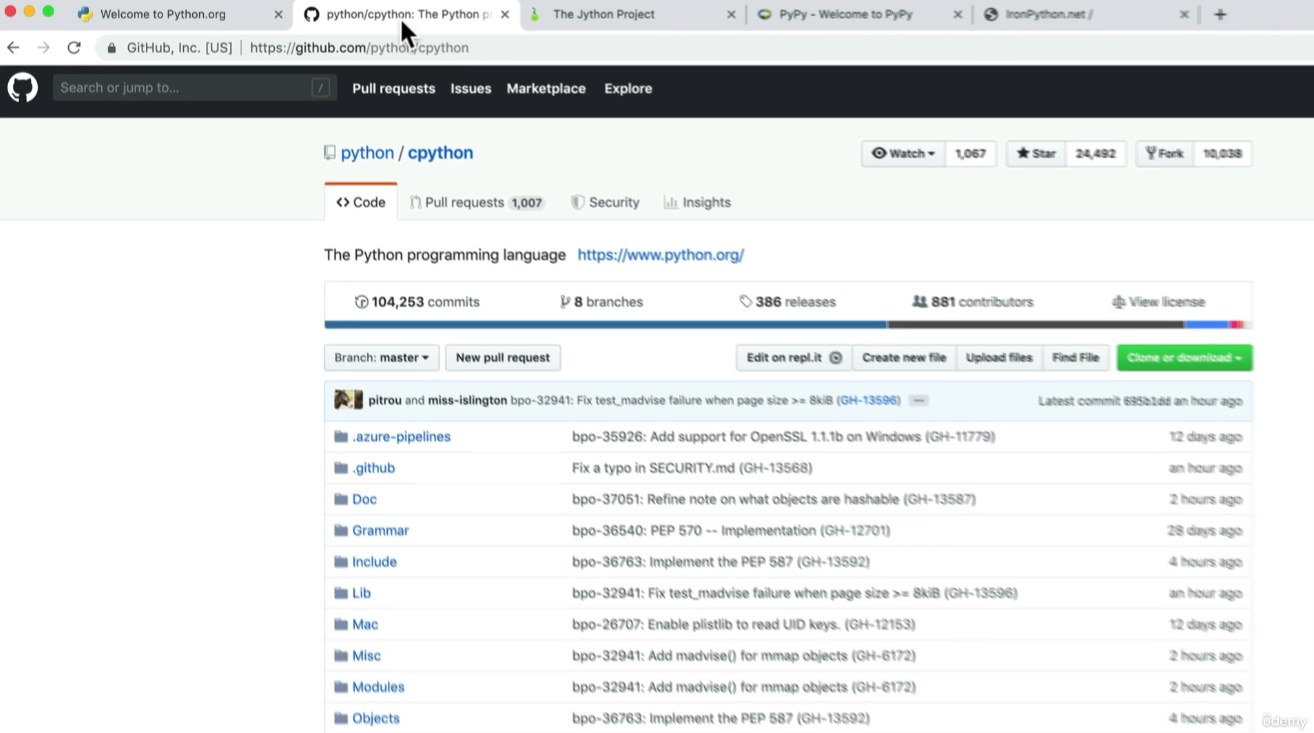 Welcome to Python.org
python/cpython: The Python p
The Jython Project
PyPy - Welcome to PyPy
IronPython.net /
GitHub, Inc. [US] | https://github.com/python/cpython
Search or jump to... /
Pull requests Issues Marketplace Explore
python / cpython
Watch 1,067 Star 24,492 Fork 10,038
Code Pull requests 1,007 Security Insights
The Python programming language https://www.python.org/
104,253 commits 8 branches 386 releases 881 contributors View license
Branch: master New pull request Edit on repl.it Create new file Upload files Find File Clone or download
pitrou and miss-islington bpo-32941: Fix test_madvise failure when page size >= 8kiB (GH-13596) Latest commit 695b1dd an hour ago
.azure-pipelines bpo-35926: Add support for OpenSSL 1.1.1b on Windows (GH-11779) 12 days ago
.github Fix a typo in SECURITY.md (GH-13568) an hour ago
Doc bpo-37051: Refine note on what objects are hashable (GH-13587) 2 hours ago
Grammar bpo-36540: PEP 570 -- Implementation (GH-12701) 28 days ago
Include bpo-36763: Implement the PEP 587 (GH-13592) 4 hours ago
Lib bpo-32941: Fix test_madvise failure when page size >= 8kiB (GH-13596) an hour ago
Mac bpo-26707: Enable plistlib to read UID keys. (GH-12153) 12 days ago
Misc bpo-32941: Add madvise() for mmap objects (GH-6172) 2 hours ago
Modules bpo-32941: Add madvise() for mmap objects (GH-6172) 2 hours ago
Objects bpo-36763: Implement the PEP 587 (GH-13592) 4 hours ago
ûdemy